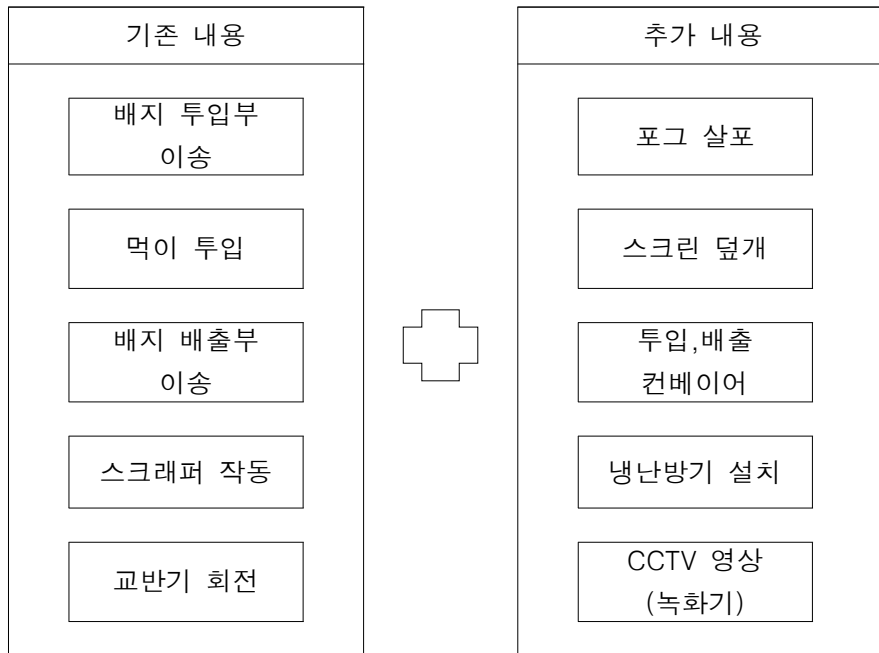 기존 내용
배지 투입부
이송
먹이 투입
배지 배출부
이송
스크래퍼 작동
교반기 회전
추가 내용
포그 살포
스크린 덮개
투입,배출
컨베이어
냉난방기 설치
CCTV 영상
(녹화기)